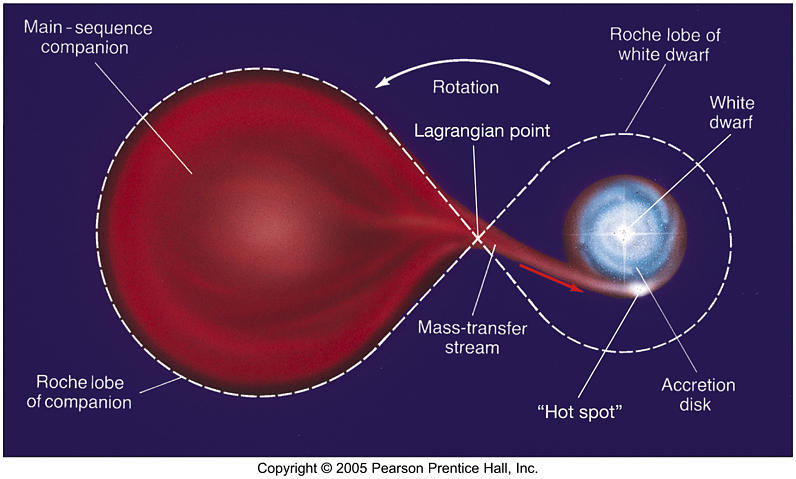 Main-sequence
companion
Rotation
Lagrangian point
Roche lobe of
white dwarf
White
dwarf
Mass-transfer
stream
Roche lobe
of companion
"Hot spot"
Accretion
disk
Copyright © 2005 Pearson Prentice Hall, Inc.